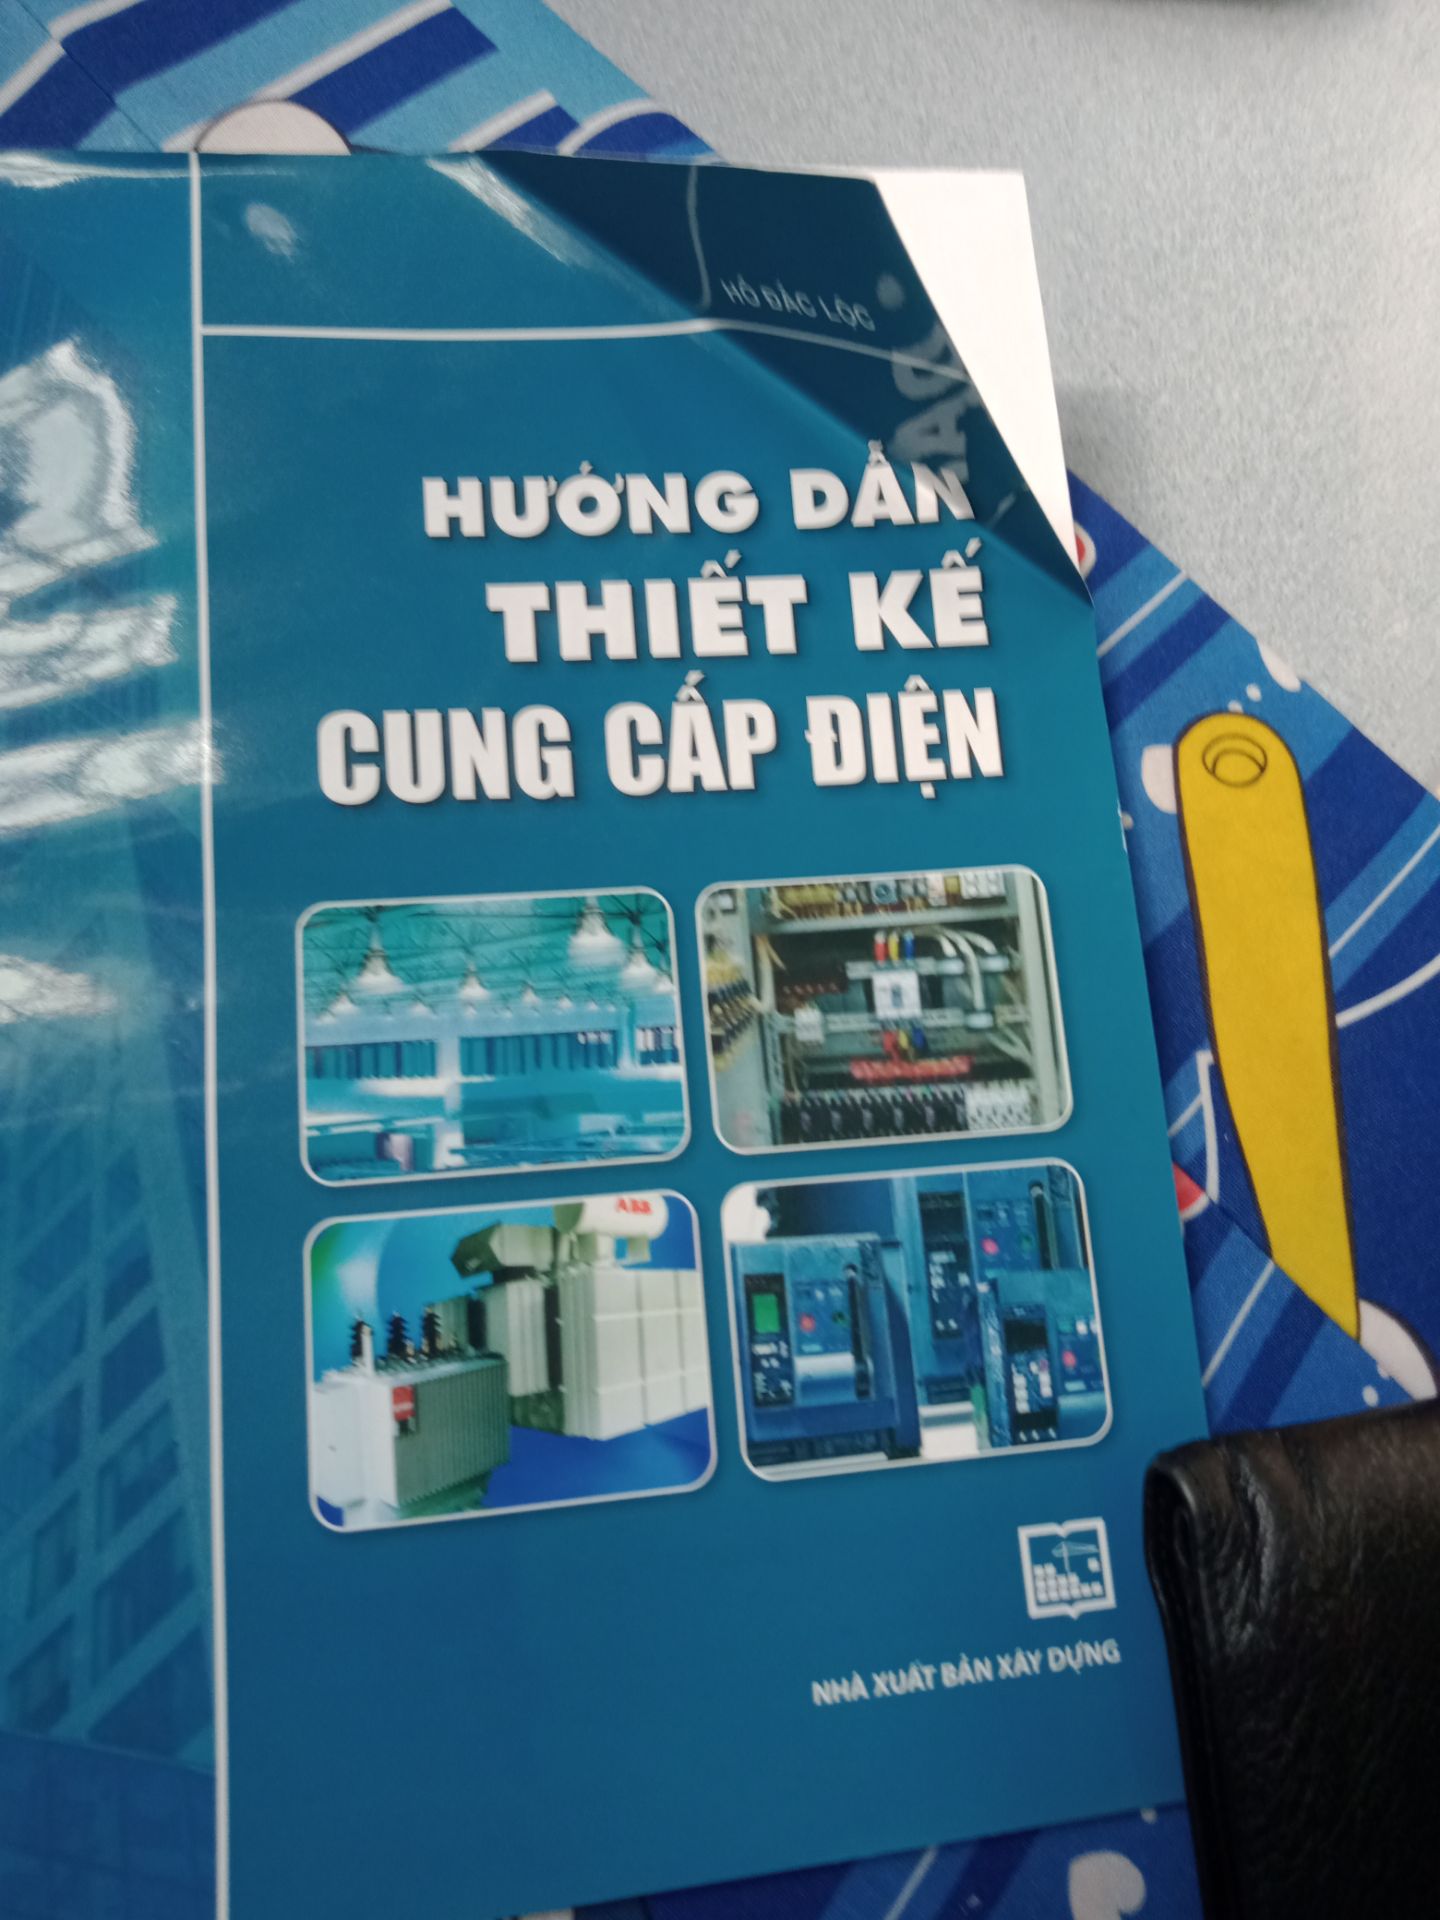 HỒ ĐẮC LỘC
HƯỚNG DẪN
THIẾT KẾ
CUNG CẤP ĐIỆN
ABB
NHÀ XUẤT BẢN XÂY DỰNG